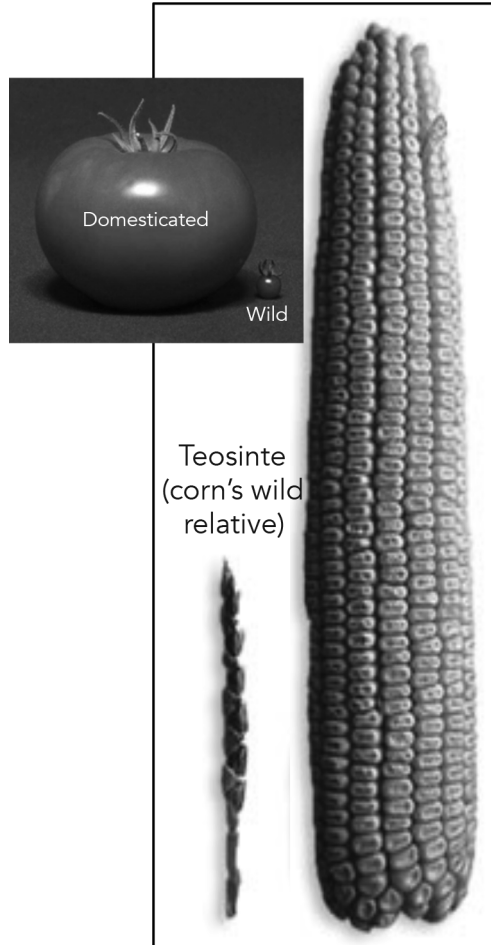 Domesticated
Wild
Teosinte
(corn's wild
relative)